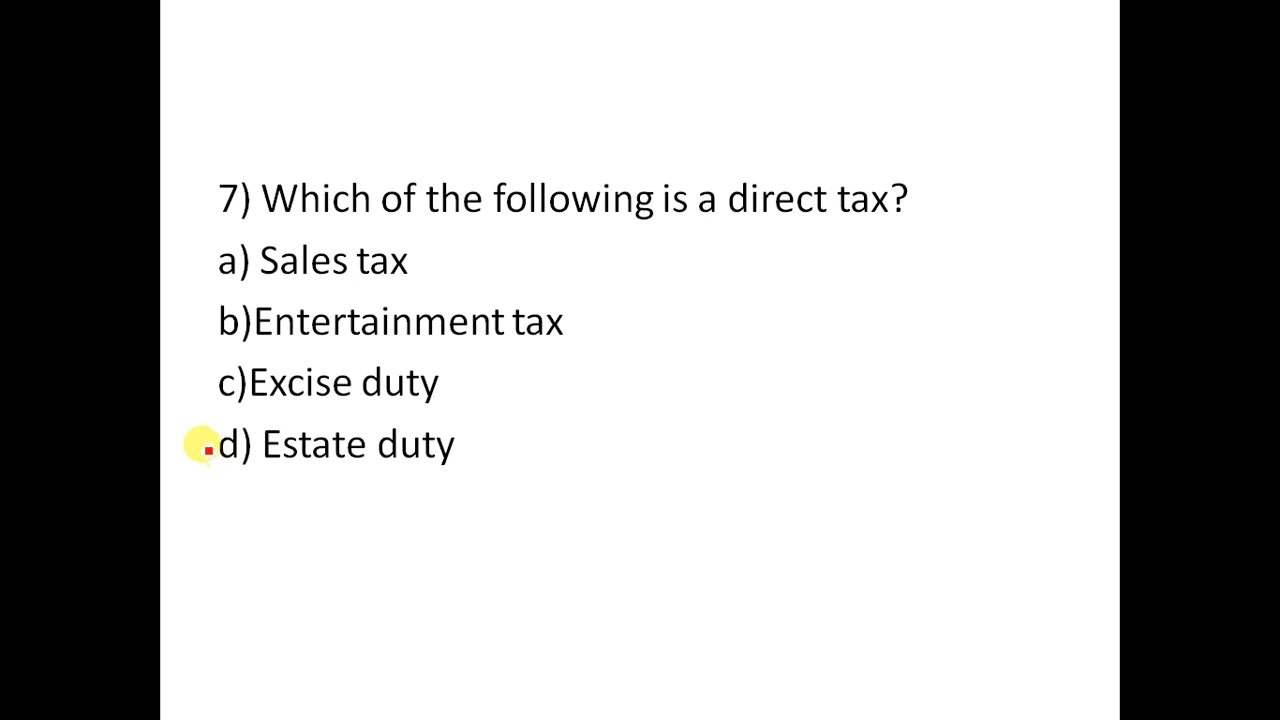 7) Which of the following is a direct tax?
a) Sales tax
b)Entertainment tax
c)Excise duty
d) Estate duty